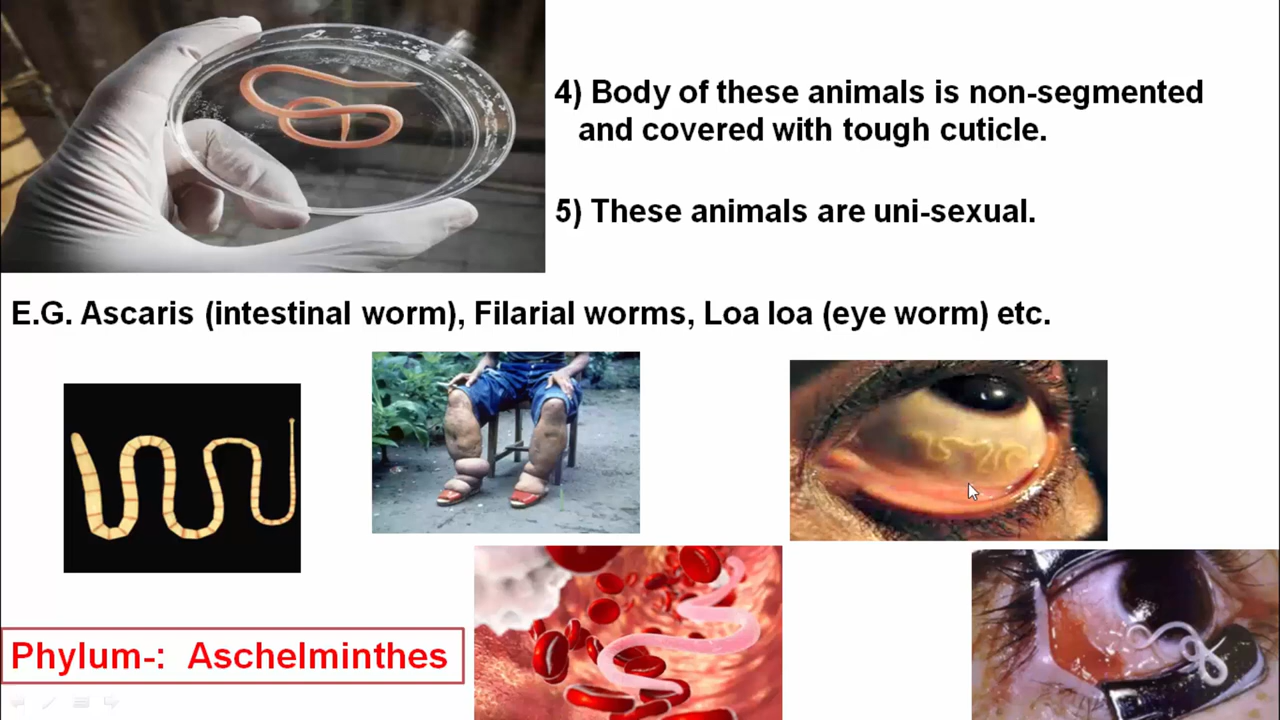 4) Body of these animals is non-segmented
and covered with tough cuticle.
5) These animals are uni-sexual.
E.G. Ascaris (intestinal worm), Filarial worms, Loa loa (eye worm) etc.
Phylum-: Aschelminthes